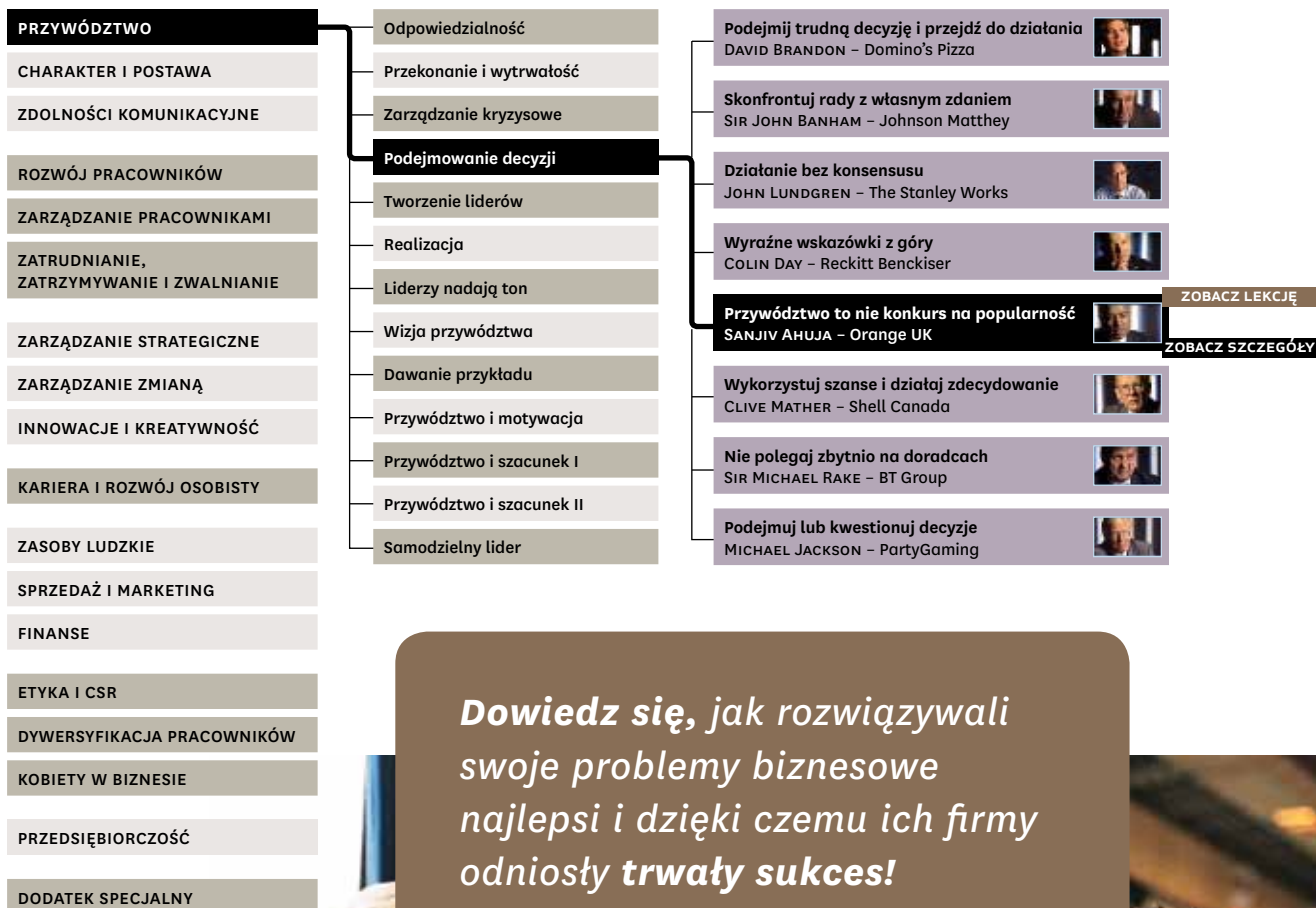 PRZYWÓDZTWO
CHARAKTER I POSTAWA
ZDOLNOŚCI KOMUNIKACYJNE
ROZWÓJ PRACOWNIKÓW
ZARZĄDZANIE PRACOWNIKAMI
ZATRUDNIANIE,
ZATRZYMYWANIE I ZWALNIANIE
ZARZĄDZANIE STRATEGICZNE
ZARZĄDZANIE ZMIANĄ
INNOWACJE I KREATYWNOŚĆ
KARIERA I ROZWÓJ OSOBISTY
ZASOBY LUDZKIE
SPRZEDAŻ I MARKETING
FINANSE
ETYKA I CSR
DYWERSYFIKACJA PRACOWNIKÓW
KOBIETY W BIZNESIE
PRZEDSIĘBIORCZOŚĆ
DODATEK SPECJALNY
Odpowiedzialność
Przekonanie i wytrwałość
Zarządzanie kryzysowe
Podejmowanie decyzji
Tworzenie liderów
Realizacja
Liderzy nadają ton
Wizja przywództwa
Dawanie przykładu
Przywództwo i motywacja
Przywództwo i szacunek I
Przywództwo i szacunek II
Samodzielny lider
Podejmij trudną decyzję i przejdź do działania
DAVID BRANDON – Domino's Pizza
Skonfrontuj rady z własnym zdaniem
SIR JOHN BANHAM – Johnson Matthey
Działanie bez konsensusu
JOHN LUNDGREN – The Stanley Works
Wyraźne wskazówki z góry
COLIN DAY – Reckitt Benckiser
Przywództwo to nie konkurs na popularność
SANJIV AHUJA – Orange UK
ZOBACZ LEKCJĘ
ZOBACZ SZCZEGÓŁY
Wykorzystuj szanse i działaj zdecydowanie
CLIVE MATHER – Shell Canada
Nie polegaj zbytnio na doradcach
SIR MICHAEL RAKE – BT Group
Podejmuj lub kwestionuj decyzje
MICHAEL JACKSON – PartyGaming
Dowiedz się, jak rozwiązywali
swoje problemy biznesowe
najlepsi i dzięki czemu ich firmy
odniosły trwały sukces!